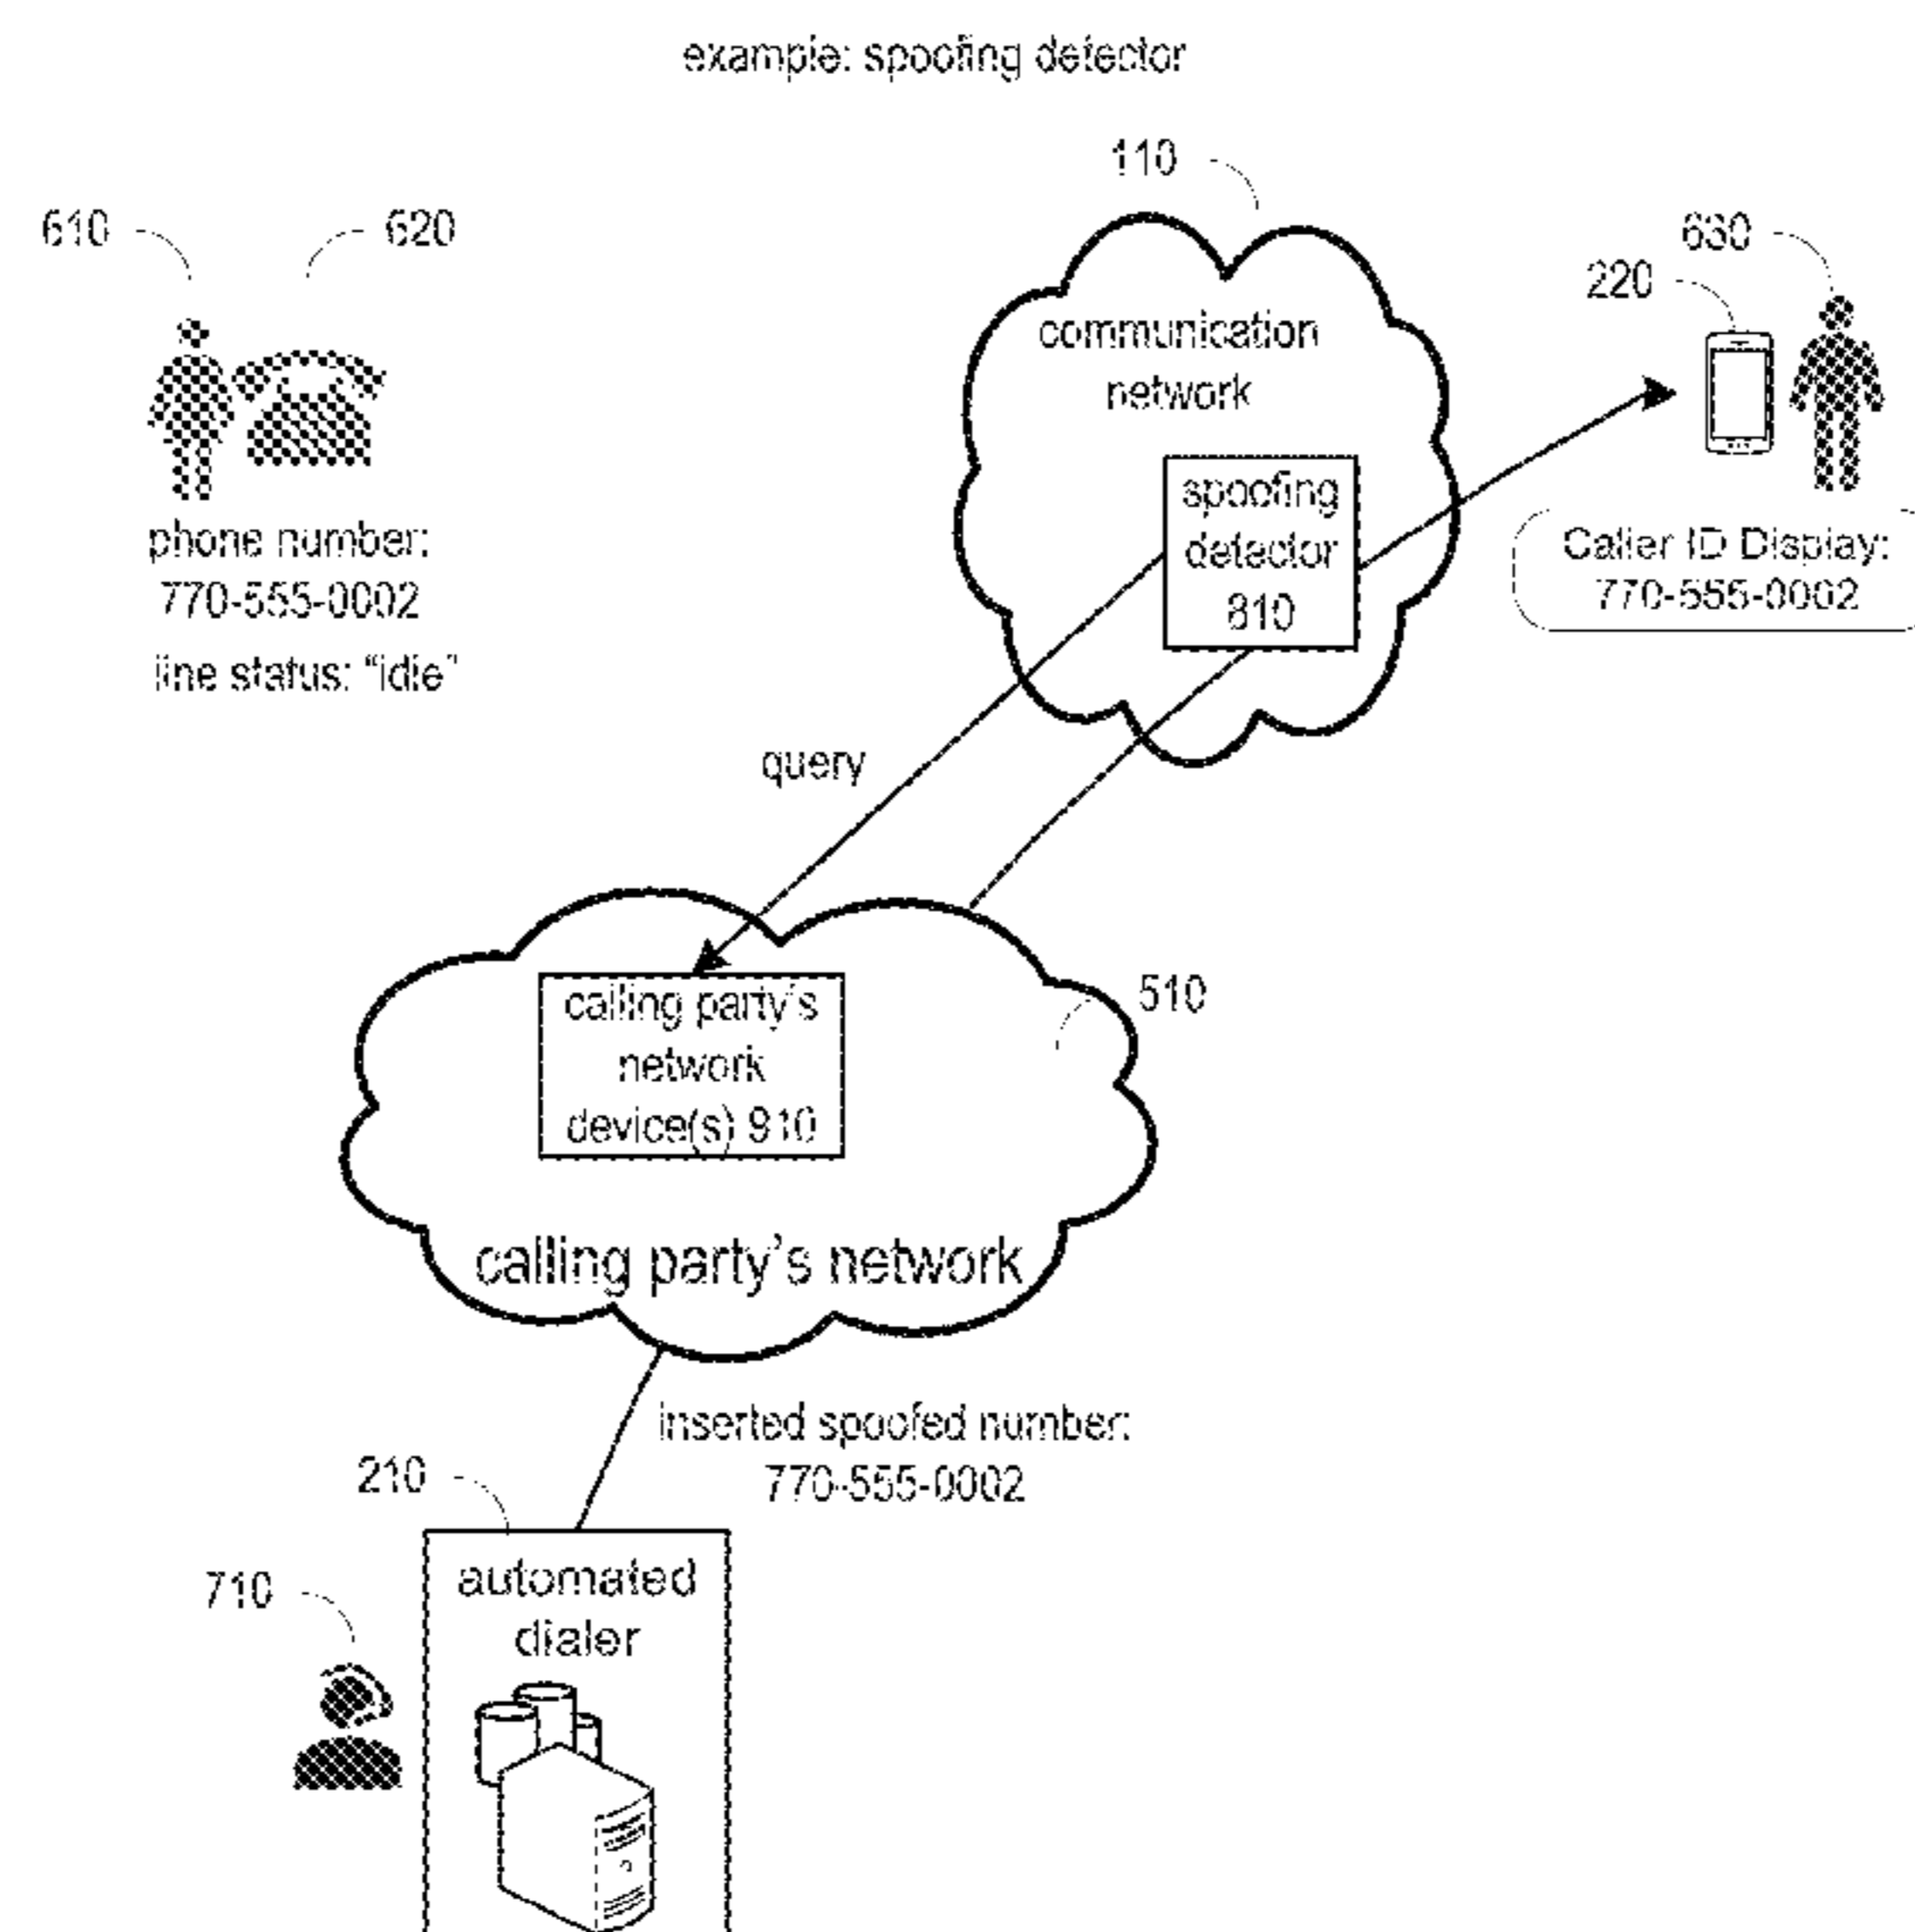 example: spoofing detector
110
610
620
630
220
communication
network
spoofing
detector
810
phone number:
770-555-0002
line status: “idle”
Caller ID Display:
770-555-0002
query
calling party’s
network
device(s) 910
510
calling party’s network
inserted spoofed number:
770-555-0002
210
710
automated
dialer